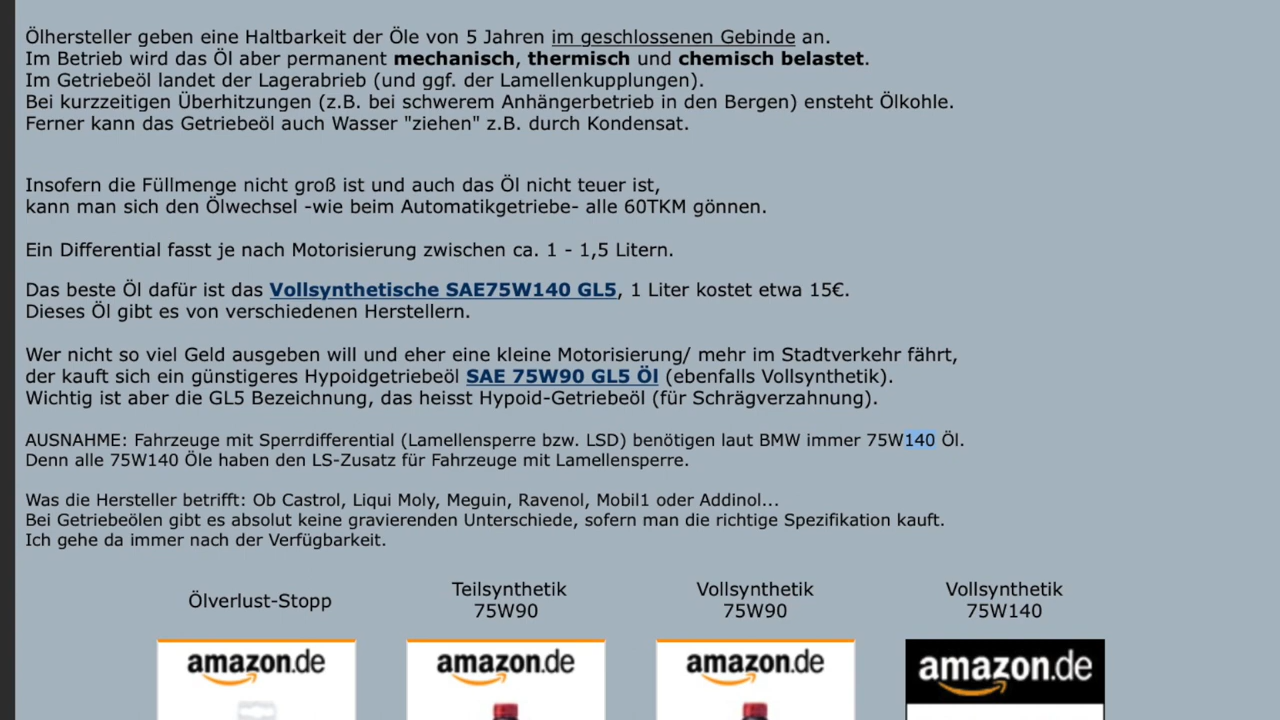 Ölhersteller geben eine Haltbarkeit der Öle von 5 Jahren im geschlossenen Gebinde an.
Im Betrieb wird das Öl aber permanent mechanisch, thermisch und chemisch belastet.
Im Getriebeöl landet der Lagerabrieb (und ggf. der Lamellenkupplungen).
Bei kurzzeitigen Überhitzungen (z.B. bei schwerem Anhängerbetrieb in den Bergen) ensteht Ölkohle.
Ferner kann das Getriebeöl auch Wasser "ziehen" z.B. durch Kondensat.
Insofern die Füllmenge nicht groß ist und auch das Öl nicht teuer ist,
kann man sich den Ölwechsel -wie beim Automatikgetriebe- alle 60TKM gönnen.
Ein Differential fasst je nach Motorisierung zwischen ca. 1 - 1,5 Litern.
Das beste Öl dafür ist das Vollsynthetische SAE75W140 GL5, 1 Liter kostet etwa 15€.
Dieses Öl gibt es von verschiedenen Herstellern.
Wer nicht so viel Geld ausgeben will und eher eine kleine Motorisierung/ mehr im Stadtverkehr fährt,
der kauft sich ein günstigeres Hypoidgetriebeöl SAE 75W90 GL5 Öl (ebenfalls Vollsynthetik).
Wichtig ist aber die GL5 Bezeichnung, das heisst Hypoid-Getriebeöl (für Schrägverzahnung).
AUSNAHME: Fahrzeuge mit Sperrdifferential (Lamellensperre bzw. LSD) benötigen laut BMW immer 75W140 Öl.
Denn alle 75W140 Öle haben den LS-Zusatz für Fahrzeuge mit Lamellensperre.
Was die Hersteller betrifft: Ob Castrol, Liqui Moly, Meguin, Ravenol, Mobil1 oder Addinol...
Bei Getriebeölen gibt es absolut keine gravierenden Unterschiede, sofern man die richtige Spezifikation kauft.
Ich gehe da immer nach der Verfügbarkeit.
Ölverlust-Stopp
Teilsynthetik
75W90
Vollsynthetik
75W90
Vollsynthetik
75W140
amazon.de
amazon.de
amazon.de
amazon.de